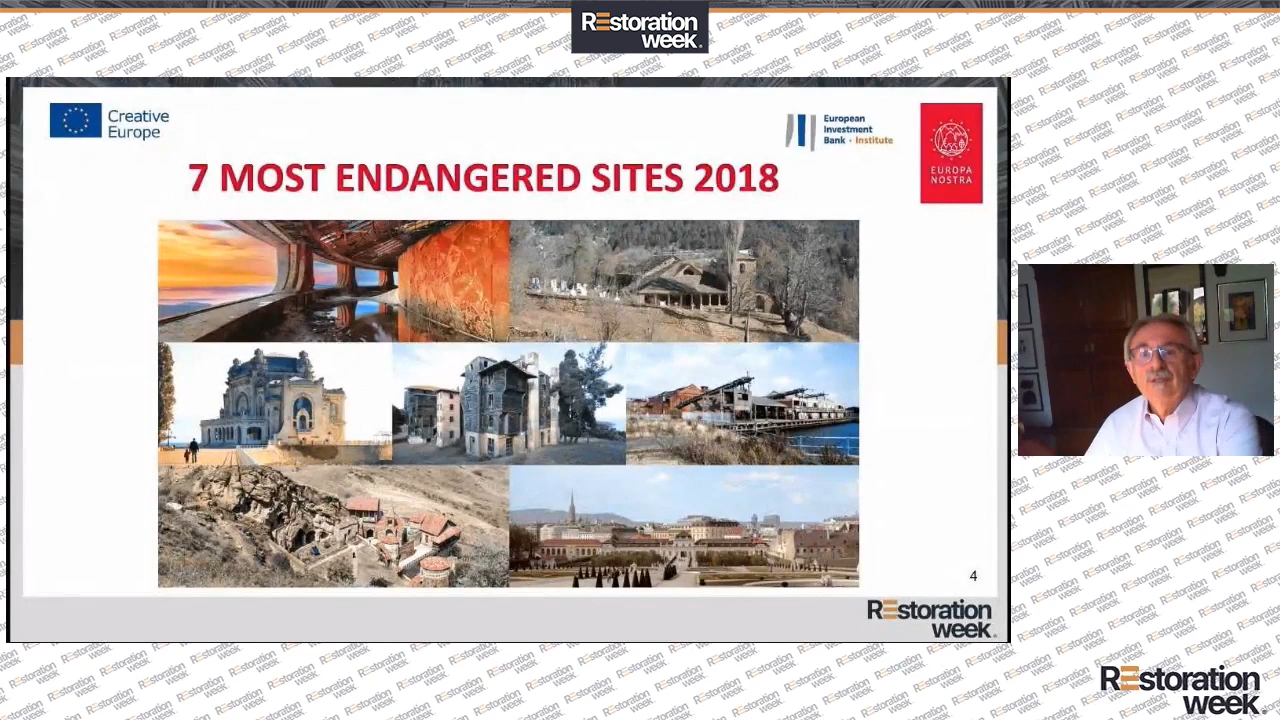 REstoration
week.
Creative
Europe
European
Investment
Bank • Institute
EUROPA
NOSTRA
7 MOST ENDANGERED SITES 2018
4
REstoration
week.
REstoration
week.